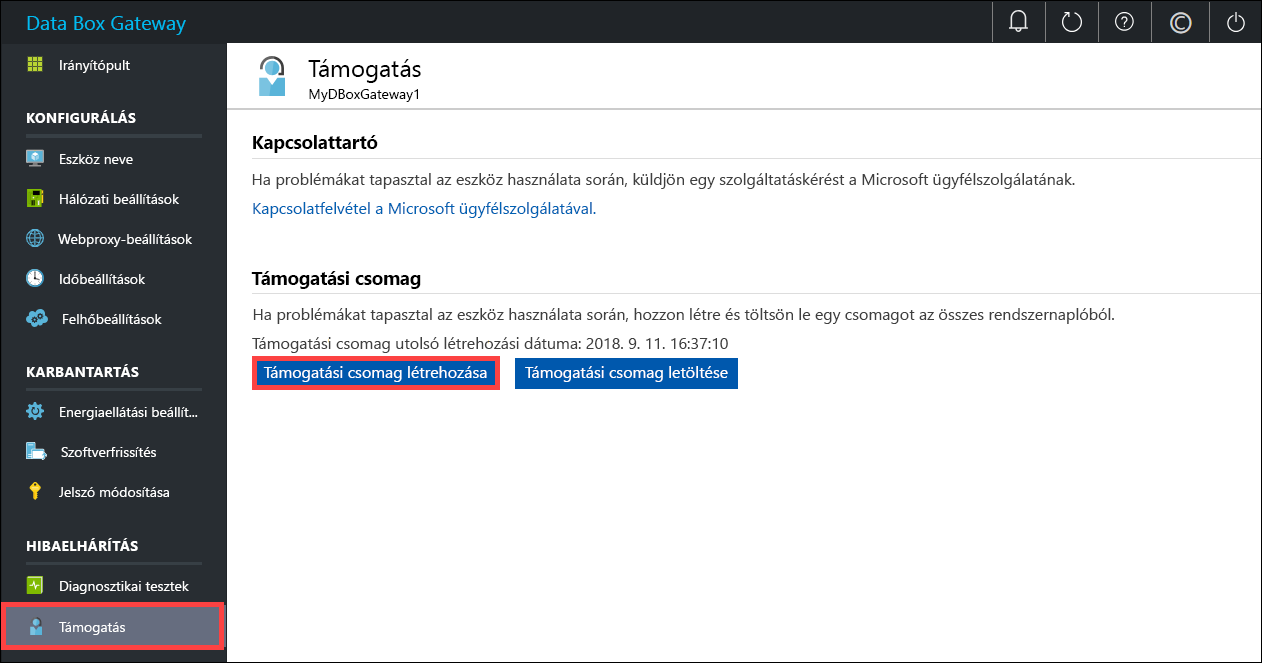 Data Box Gateway
Irányítópult
KONFIGURÁLÁS
Eszköz neve
Hálózati beállítások
Webproxy-beállítások
Időbeállítások
Felhőbeállítások
KARBANTARTÁS
Energiaellátási beállít...
Szoftverfrissítés
Jelszó módosítása
HIBAELHÁRÍTÁS
Diagnosztikai tesztek
Támogatás
Támogatás
MyDBoxGateway1
Kapcsolattartó
Ha problémákat tapasztal az eszköz használata során, küldjön egy szolgáltatáskérést a Microsoft ügyfélszolgálatának.
Kapcsolatfelvétel a Microsoft ügyfélszolgálatával.
Támogatási csomag
Ha problémákat tapasztal az eszköz használata során, hozzon létre és töltsön le egy csomagot az összes rendszernaplóból.
Támogatási csomag utolsó létrehozási dátuma: 2018. 9. 11. 16:37:10
Támogatási csomag létrehozása
Támogatási csomag letöltése